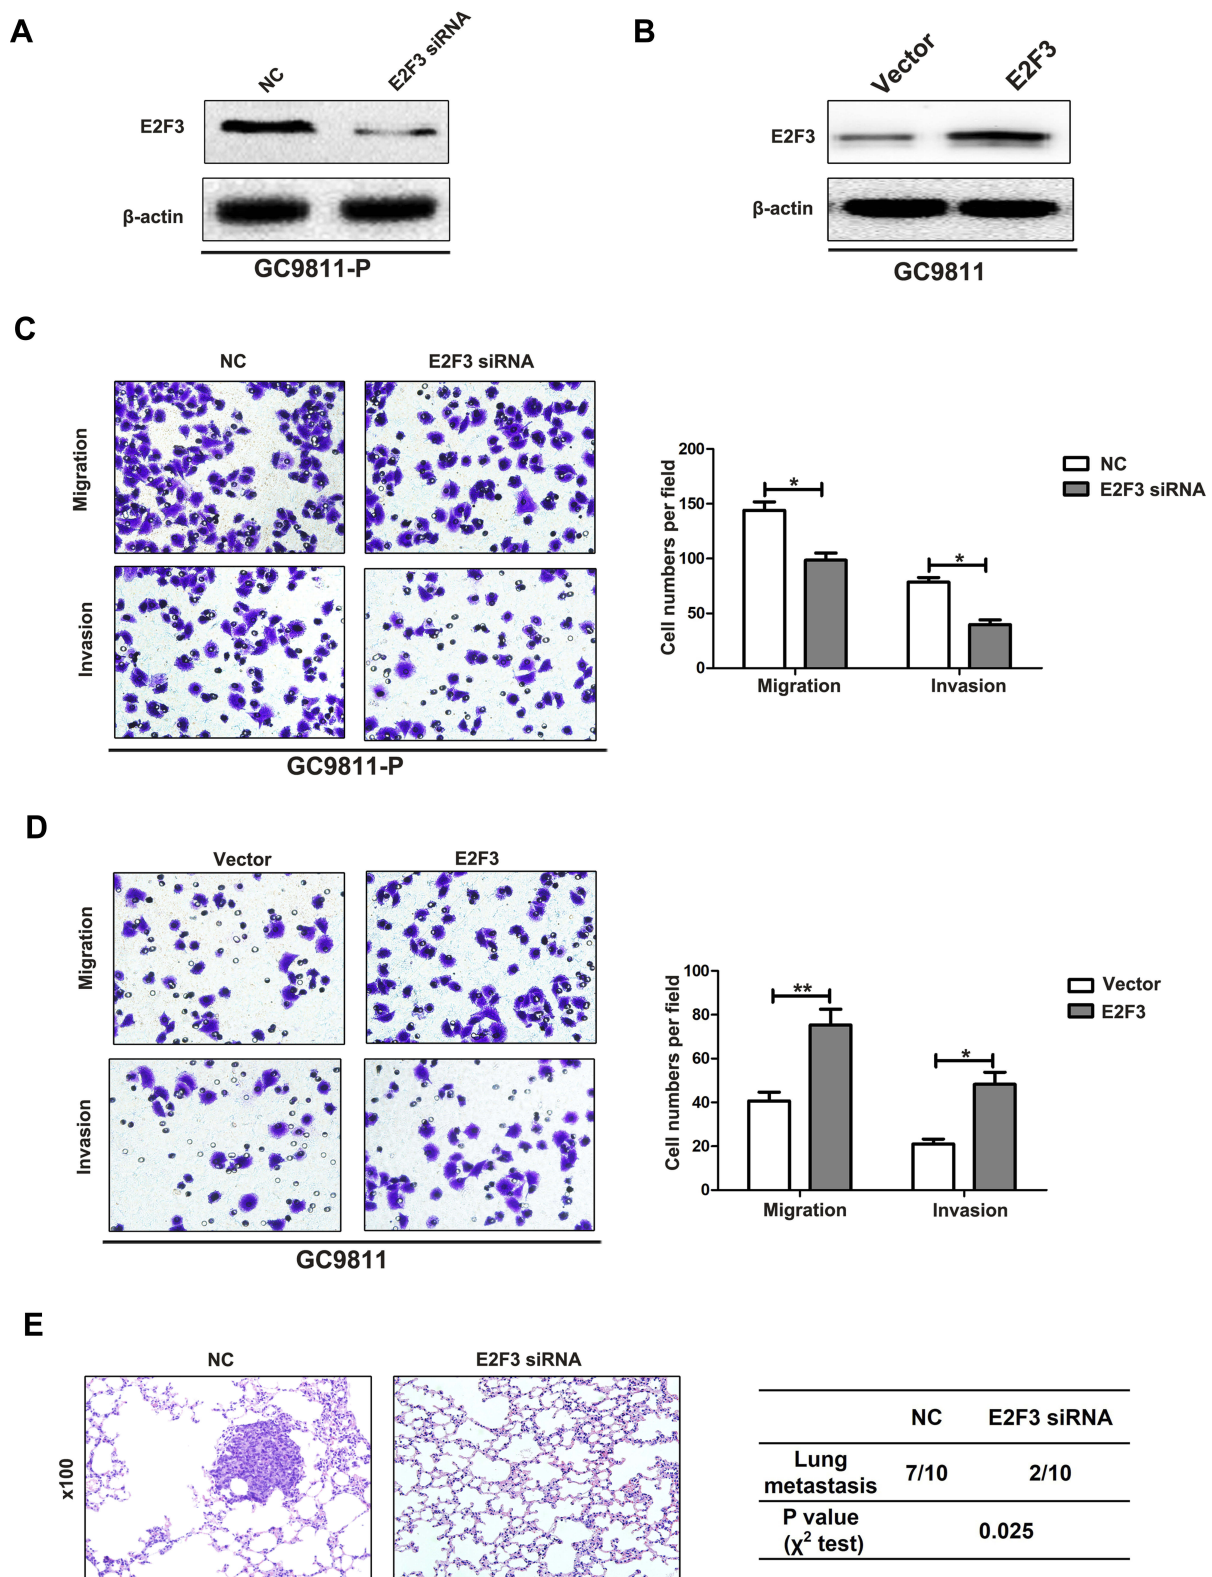 A
NC
E2F3 siRNA
E2F3
β-actin
GC9811-P
B
Vector
E2F3
E2F3
β-actin
GC9811
C
NC
E2F3 siRNA
Migration
Invasion
GC9811-P
Cell numbers per field
200
150
100
50
0
*
*
Migration
Invasion
NC
E2F3 siRNA
D
Vector
E2F3
Migration
Invasion
GC9811
Cell numbers per field
100
80
60
40
20
0
**
*
Migration
Invasion
Vector
E2F3
E
NC
E2F3 siRNA
x100
NC E2F3 siRNA
Lung metastasis 7/10 2/10
P value (χ² test) 0.025